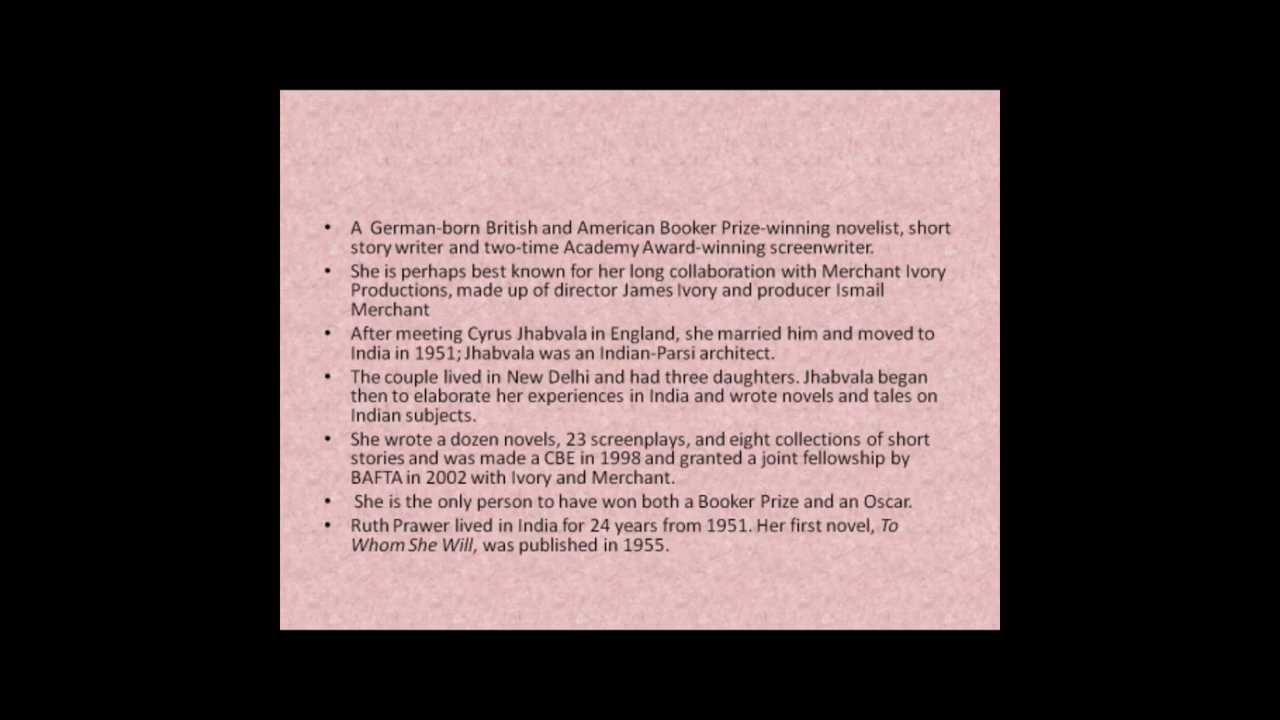 • A German-born British and American Booker Prize-winning novelist, short
story writer and two-time Academy Award-winning screenwriter.
• She is perhaps best known for her long collaboration with Merchant Ivory
Productions, made up of director James Ivory and producer Ismail
Merchant
• After meeting Cyrus Jhabvala in England, she married him and moved to
India in 1951; Jhabvala was an Indian-Parsi architect.
• The couple lived in New Delhi and had three daughters. Jhabvala began
then to elaborate her experiences in India and wrote novels and tales on
Indian subjects.
• She wrote a dozen novels, 23 screenplays, and eight collections of short
stories and was made a CBE in 1998 and granted a joint fellowship by
BAFTA in 2002 with Ivory and Merchant.
• She is the only person to have won both a Booker Prize and an Oscar.
• Ruth Prawer lived in India for 24 years from 1951. Her first novel, To
Whom She Will, was published in 1955.